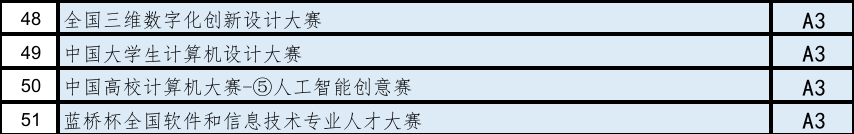 48 全国三维数字化创新设计大赛 A3
49 中国大学生计算机设计大赛 A3
50 中国高校计算机大赛-⑤人工智能创意赛 A3
51 蓝桥杯全国软件和信息技术专业人才大赛 A3